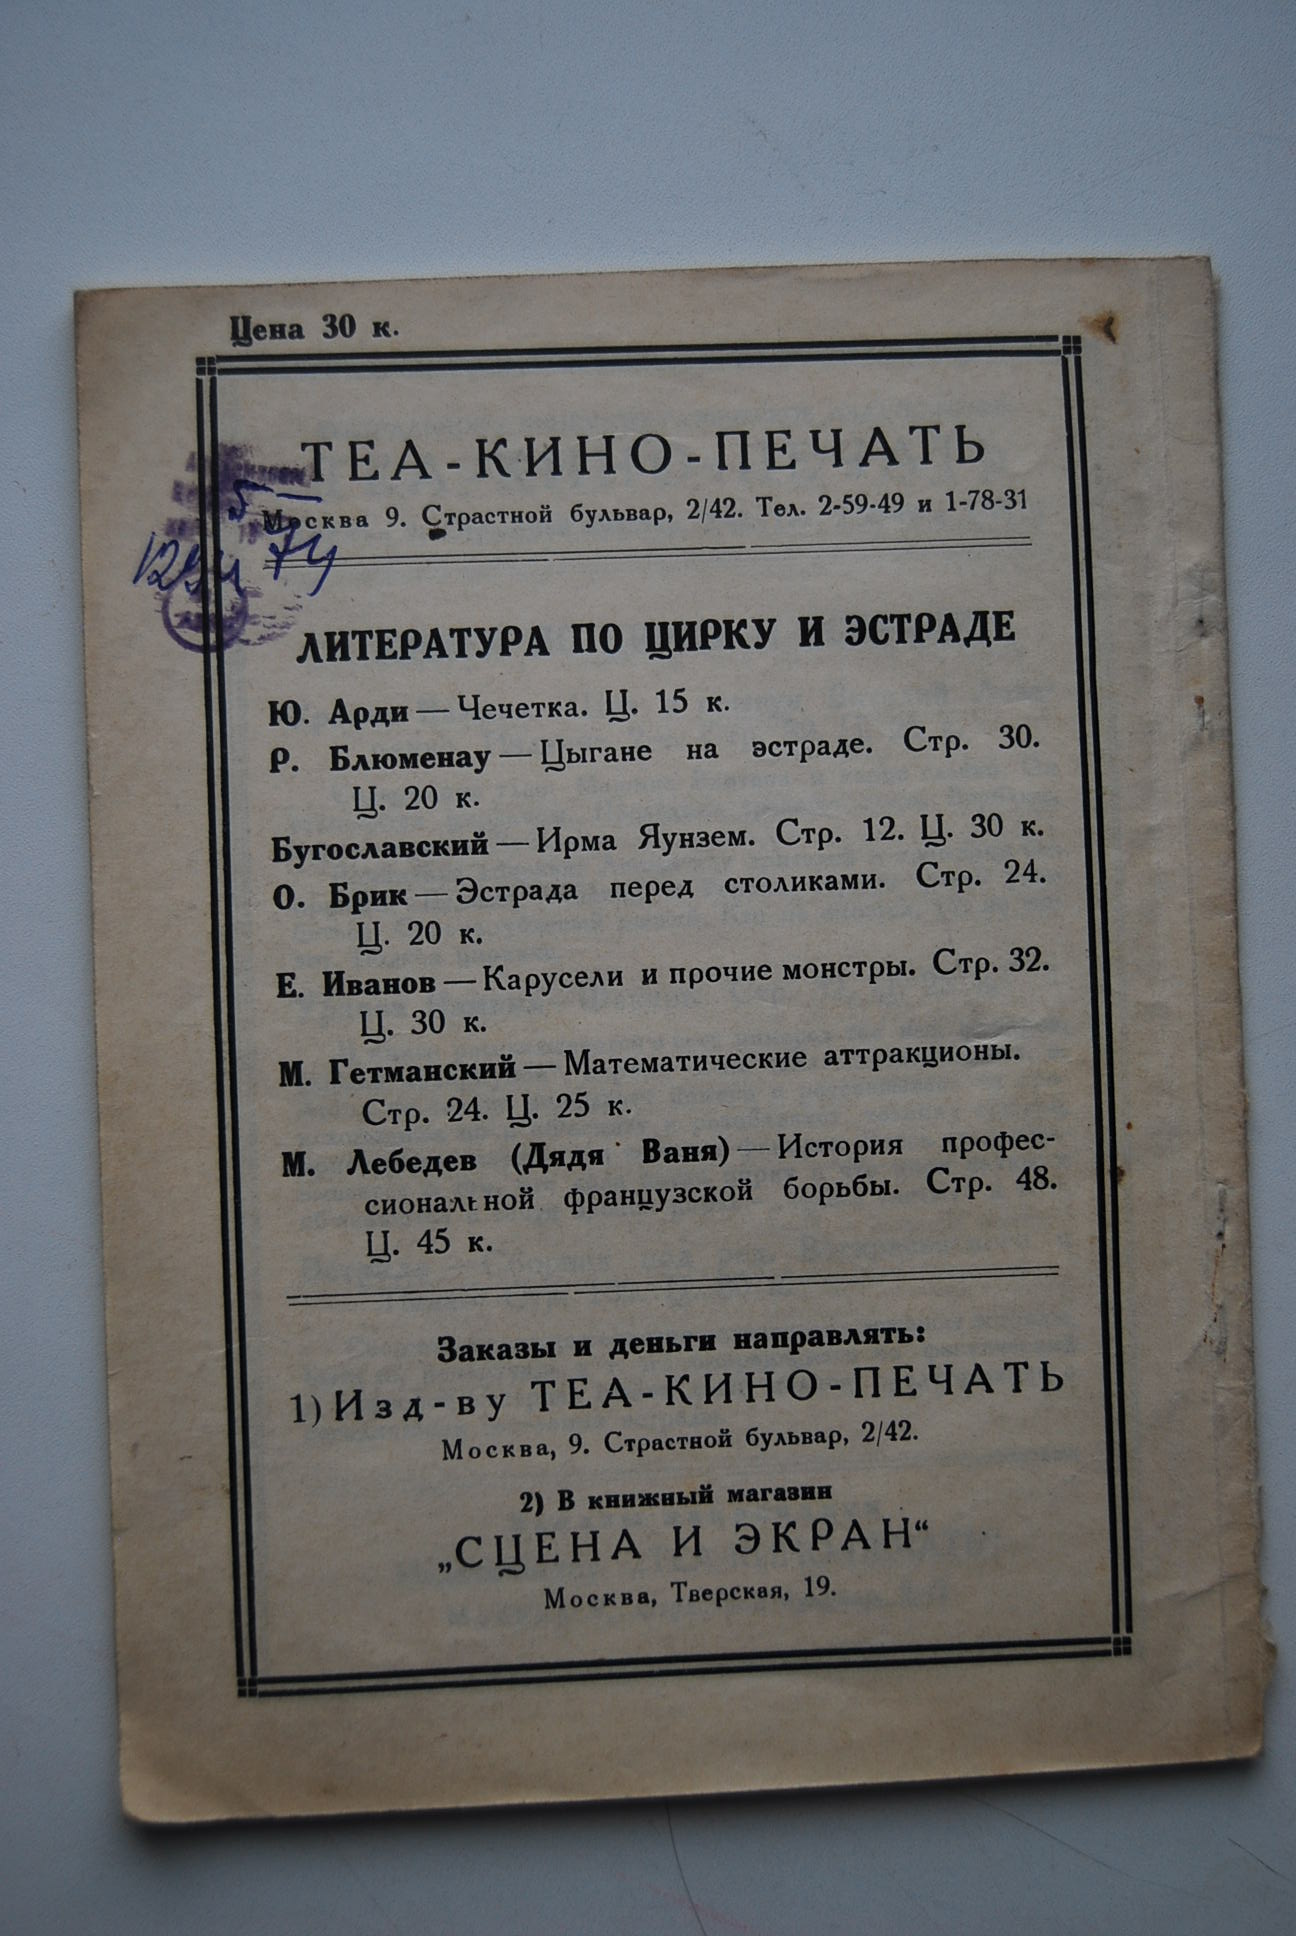 Цена 30 к.
ТЕА-КИНО-ПЕЧАТЬ
Москва 9. Страстной бульвар, 2/42. Тел. 2-59-49 и 1-78-31
ЛИТЕРАТУРА ПО ЦИРКУ И ЭСТРАДЕ
Ю. Арди — Чечетка. Ц. 15 к.
Р. Блюменау — Цыгане на эстраде. Стр. 30.
Ц. 20 к.
Бугославский — Ирма Яунзем. Стр. 12. Ц. 30 к.
О. Брик — Эстрада перед столиками. Стр. 24.
Ц. 20 к.
Е. Иванов — Карусели и прочие монстры. Стр. 32.
Ц. 30 к.
М. Гетманский — Математические аттракционы.
Стр. 24. Ц. 25 к.
М. Лебедев (Дядя Ваня) — История профес-
сиональной французской борьбы. Стр. 48.
Ц. 45 к.
Заказы и деньги направлять:
1) Изд-ву ТЕА-КИНО-ПЕЧАТЬ
Москва, 9. Страстной бульвар, 2/42.
2) В книжный магазин
„СЦЕНА И ЭКРАН“
Москва, Тверская, 19.